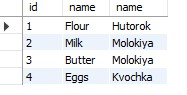 id name name
1 Flour Hutorok
2 Milk Molokiya
3 Butter Molokiya
4 Eggs Kvochka